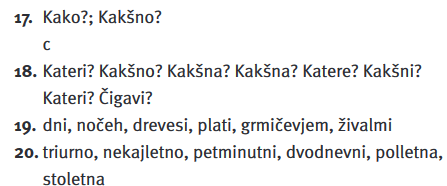 17. Kako?; Kakšno?
c
18. Kateri? Kakšno? Kakšna? Kakšna? Katere? Kakšni?
Kateri? Čigavi?
19. dni, nočeh, drevesi, plati, grmičevjem, živalmi
20. triurno, nekajletno, petminutni, dvodnevni, polletna,
stoletna